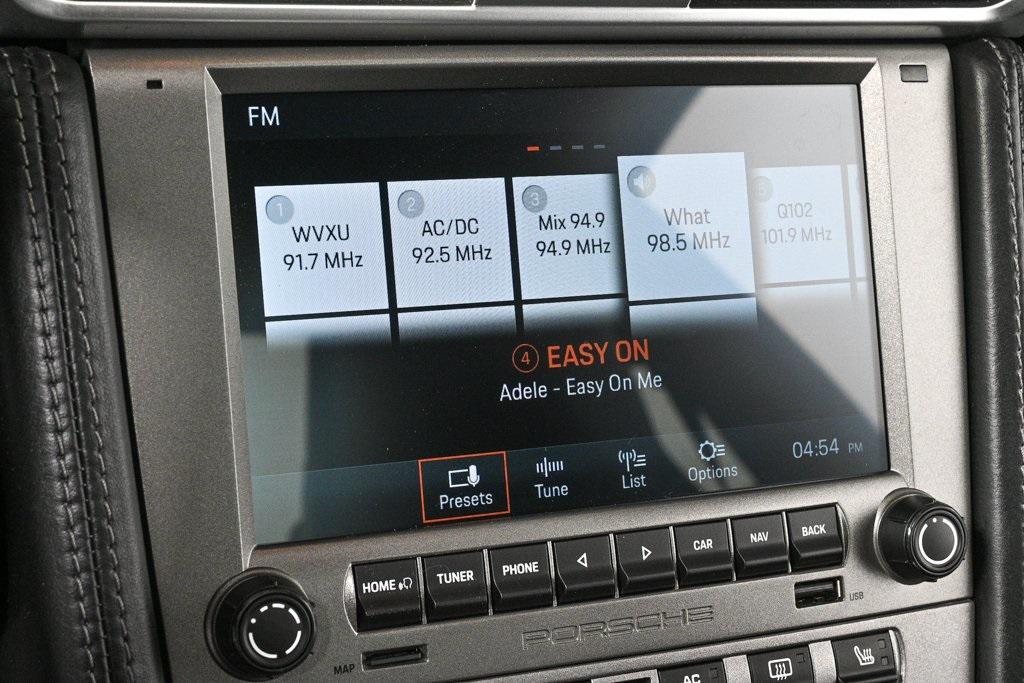 FM
1
WVXU
91.7 MHz
2
AC/DC
92.5 MHz
3
Mix 94.9
94.9 MHz
What
98.5 MHz
5
Q102
101.9 MHz
4 EASY ON
Adele - Easy On Me
Presets
Tune
List
Options
04:54 PM
HOME
TUNER
PHONE
CAR
NAV
BACK
MAP
PORSCHE
USB
AC